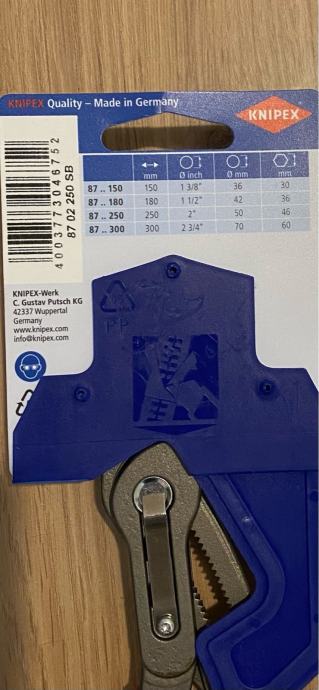 KNIPEX Quality – Made in Germany
KNIPEX
4003773046752
87 02 250 SB
mm Ø inch Ø mm mm
87 .. 150 150 1 3/8" 36 30
87 .. 180 180 1 1/2" 42 36
87 .. 250 250 2" 50 46
87 .. 300 300 2 3/4" 70 60
KNIPEX-Werk
C. Gustav Putsch KG
42337 Wuppertal
Germany
www.knipex.com
info@knipex.com
PP